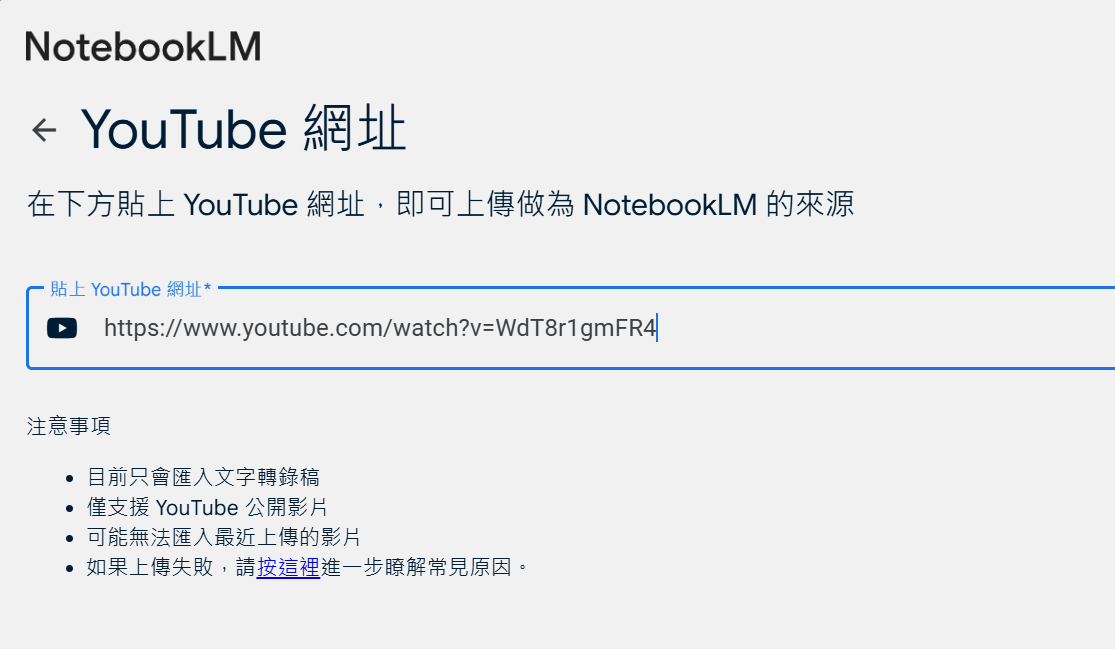 NotebookLM
YouTube 網址
在下方貼上 YouTube 網址，即可上傳做為 NotebookLM 的來源
貼上 YouTube 網址*
https://www.youtube.com/watch?v=WdT8r1gmFR4
注意事項
• 目前只會匯入文字轉錄稿
• 僅支援 YouTube 公開影片
• 可能無法匯入最近上傳的影片
• 如果上傳失敗，請按這裡進一步瞭解常見原因。